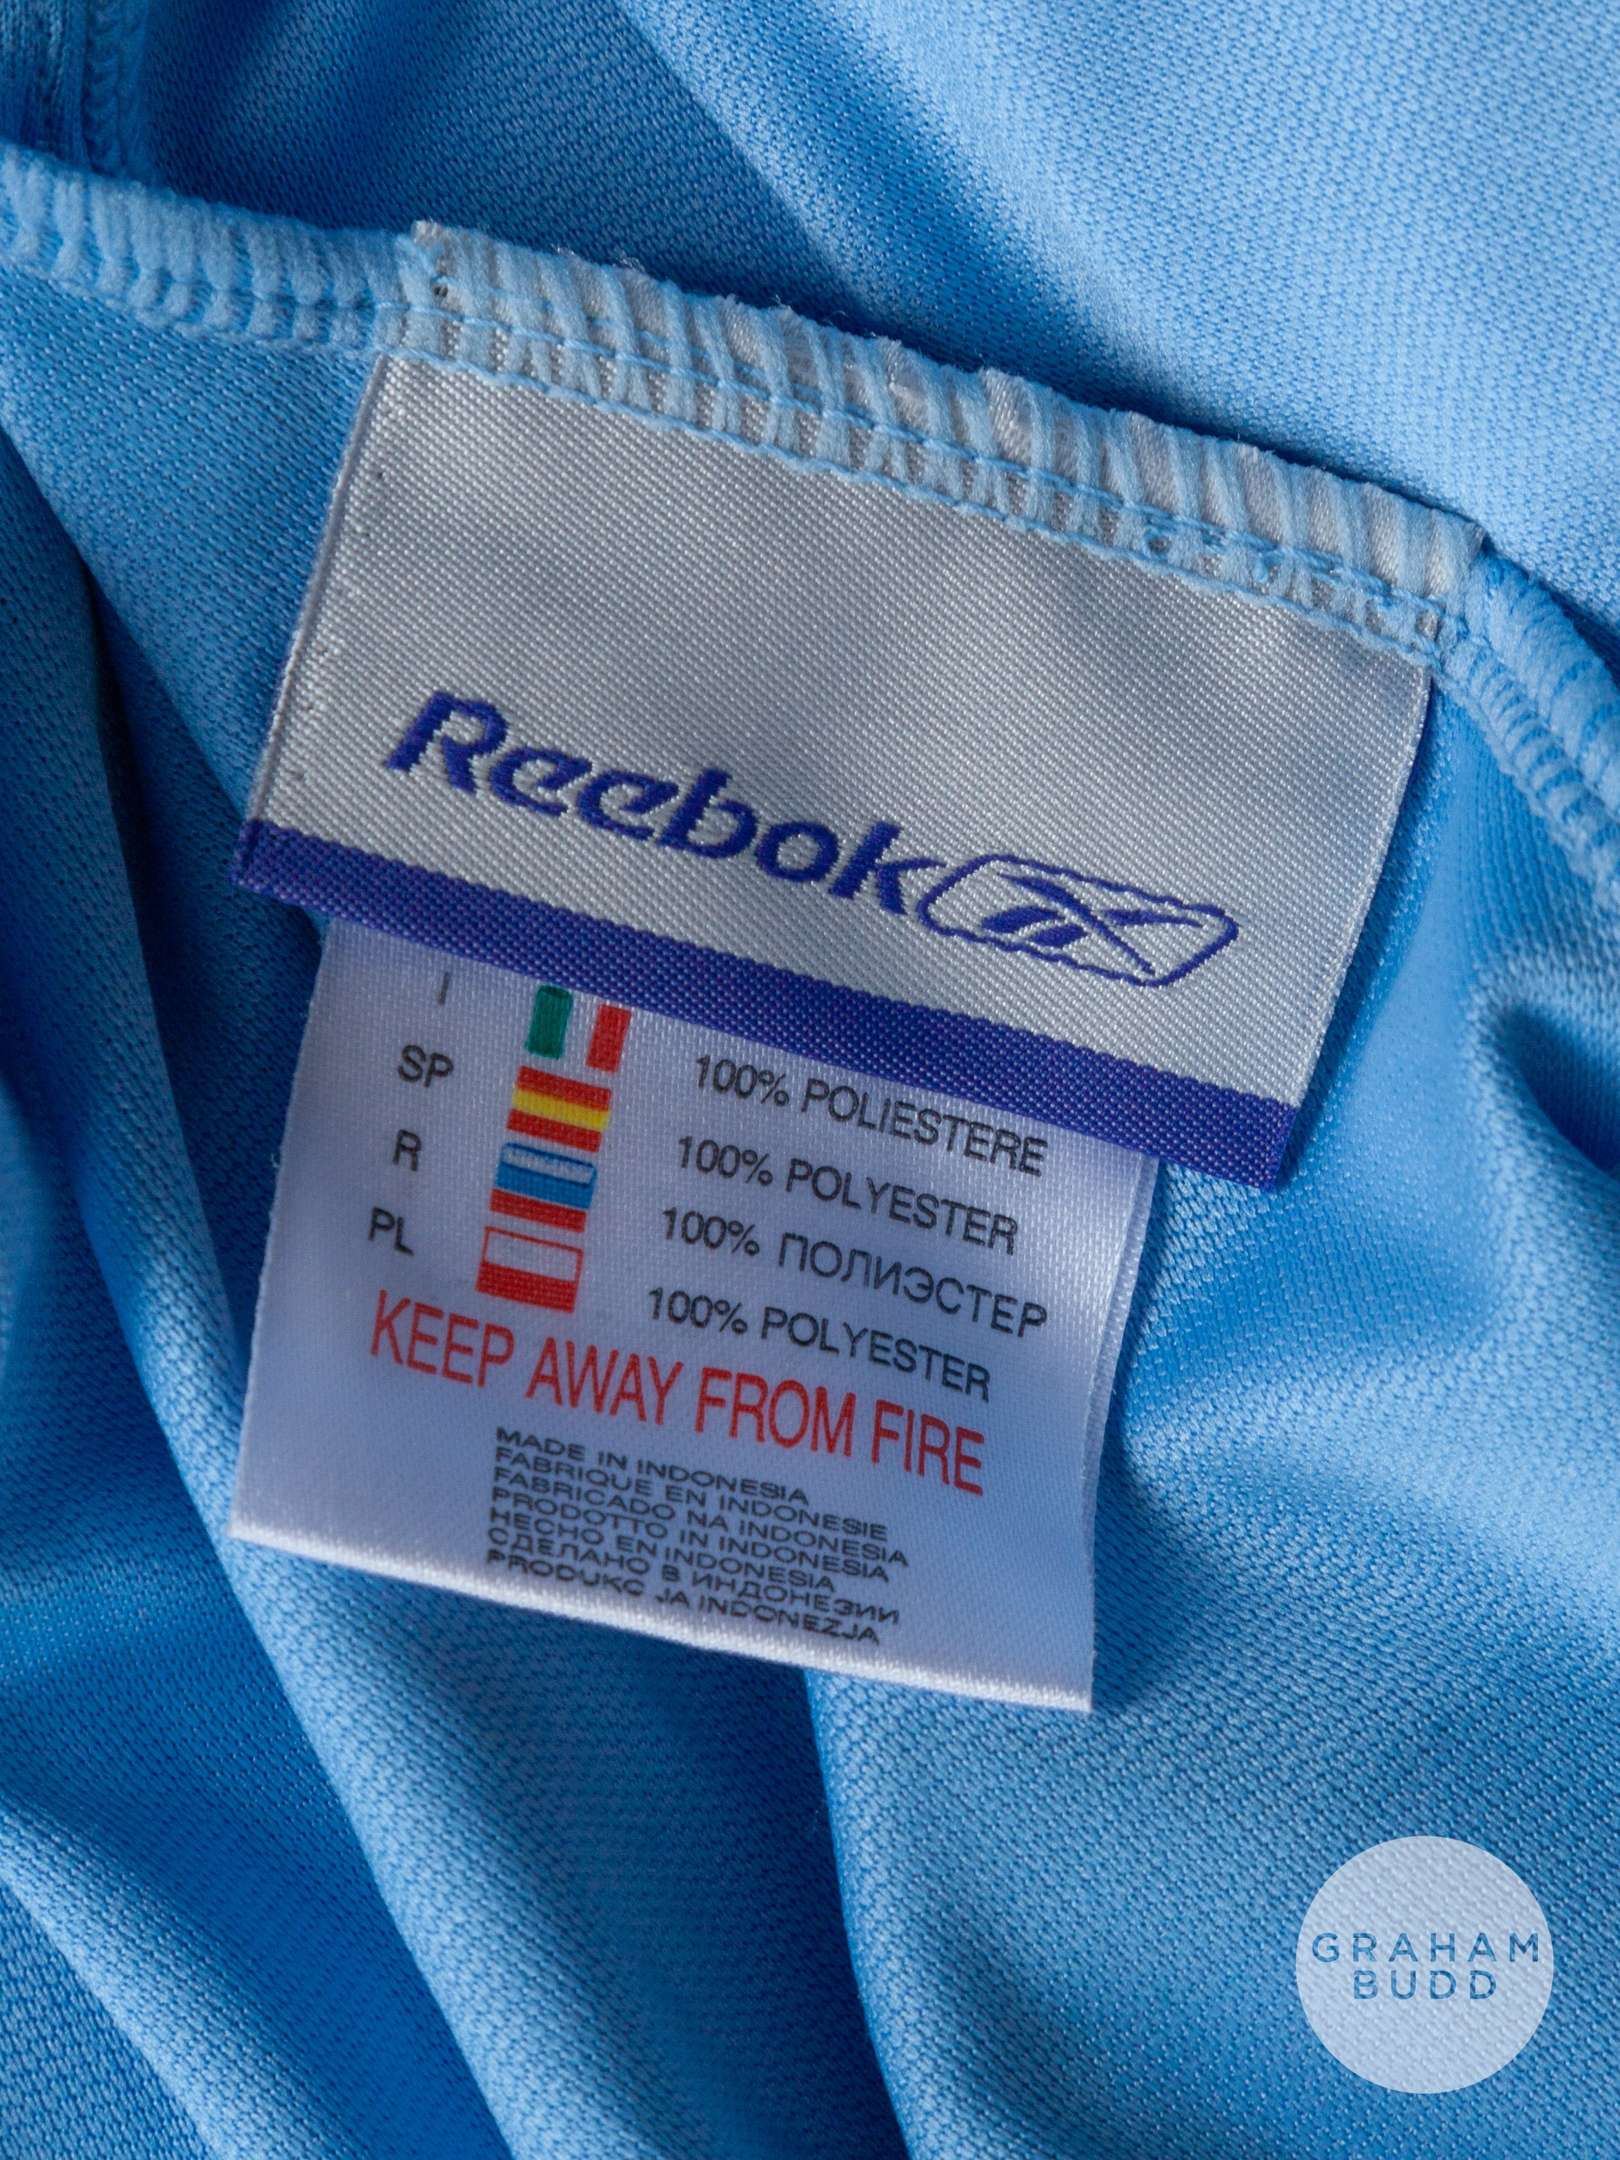 Reebok
I 100% POLIESTERE
SP 100% POLYESTER
R 100% ПОЛИЭСТЕР
PL 100% POLYESTER
KEEP AWAY FROM FIRE
MADE IN INDONESIA
FABRIQUE EN INDONESIE
FABRICADO NA INDONESIA
PRODOTTO IN INDONESIA
HECHO EN INDONESIA
СДЕЛАНО В ИНДОНЕЗИИ
PRODUKC JA INDONEZJA
GRAHAM
BUDD